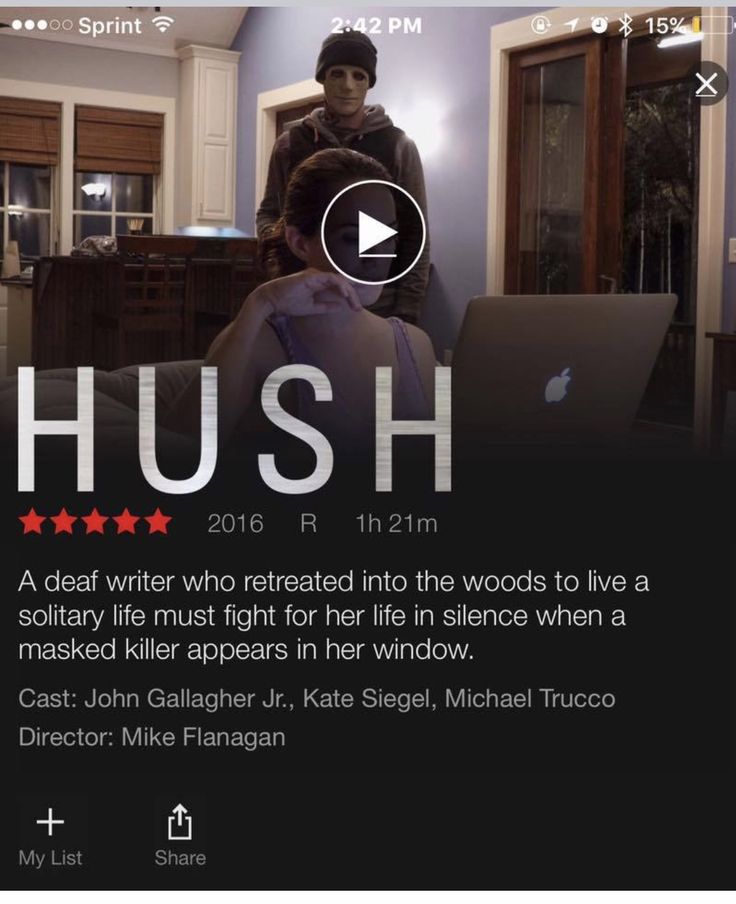 Sprint 2:42 PM 15%
HUSH
2016 R 1h 21m
A deaf writer who retreated into the woods to live a
solitary life must fight for her life in silence when a
masked killer appears in her window.
Cast: John Gallagher Jr., Kate Siegel, Michael Trucco
Director: Mike Flanagan
My List Share